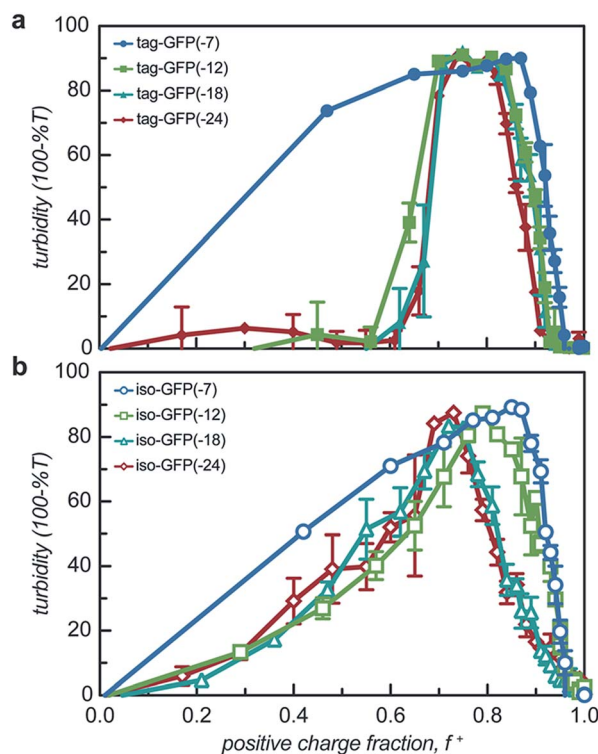 a
100
80
60
40
20
0
turbidity (100-%T)
tag-GFP(-7)
tag-GFP(-12)
tag-GFP(-18)
tag-GFP(-24)
b
100
80
60
40
20
0
turbidity (100-%T)
iso-GFP(-7)
iso-GFP(-12)
iso-GFP(-18)
iso-GFP(-24)
0.0 0.2 0.4 0.6 0.8 1.0
positive charge fraction, f⁺